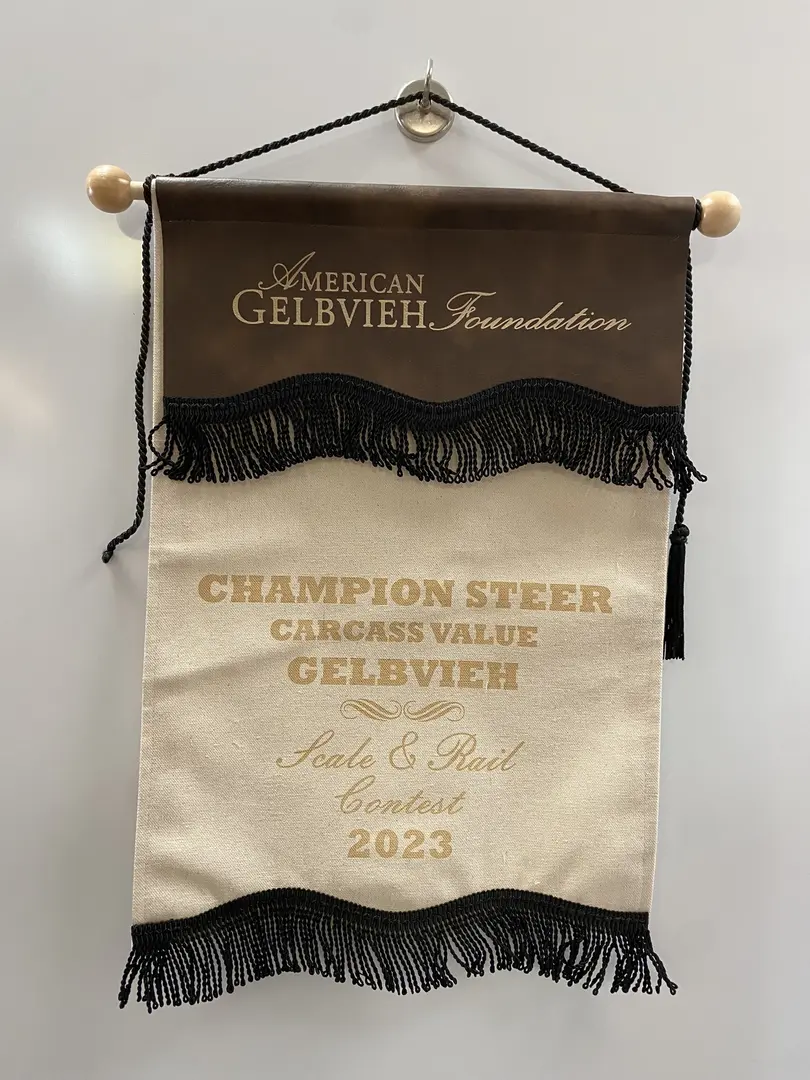 AMERICAN
GELBVIEH Foundation
CHAMPION STEER
CARCASS VALUE
GELBVIEH
Scale & Rail
Contest
2023